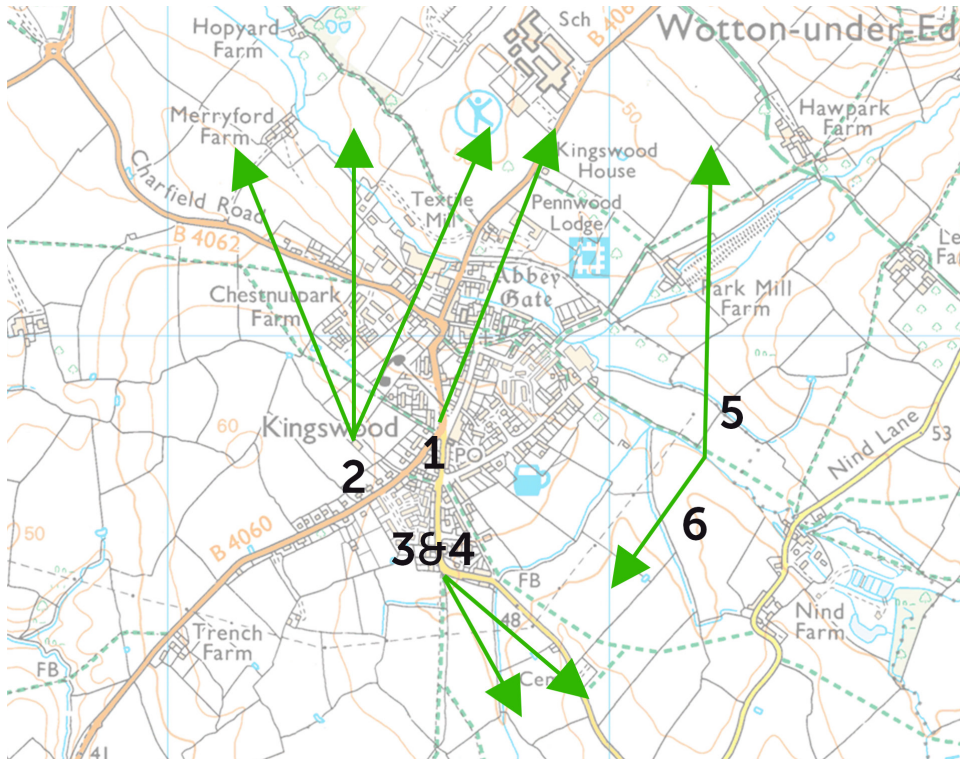 Hopyard
Farm
Sch
B 406
Wotton-under-Ed
Merryford
Farm
50
Hawpark
Farm
Charfield Road
Kingswood
House
B 4062
Textile
Mill
Pennwood
Lodge
Abbey
Gate
Chestnutpark
Farm
Park Mill
Farm
Le
Fa
60
Kingswood
1
PO
5
2
Nind Lane
53
50
B 4060
3&4
6
FB
48
Trench
Farm
Nind
Farm
FB
Cem
41